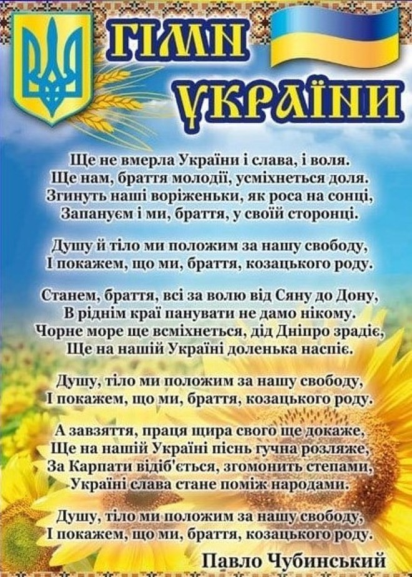 ГІМН
УКРАЇНИ
Ще не вмерла України і слава, і воля.
Ще нам, браття молодії, усміхнеться доля.
Згинуть наші воріженьки, як роса на сонці,
Запануєм і ми, браття, у своїй сторонці.
Душу й тіло ми положим за нашу свободу,
І покажем, що ми, браття, козацького роду.
Станем, браття, всі за волю від Сяну до Дону,
В ріднім краї панувати не дамо нікому.
Чорне море ще всміхнеться, дід Дніпро зрадіє,
Ще на нашій Україні доленька наспіє.
Душу, тіло ми положим за нашу свободу,
І покажем, що ми, браття, козацького роду.
А завзяття, праця щира свого ще докаже,
Ще на нашій Україні піснь гучна розляже,
За Карпати відіб'ється, згомонить степами,
Україні слава стане поміж народами.
Душу, тіло ми положим за нашу свободу,
І покажем, що ми, браття, козацького роду.
Павло Чубинський